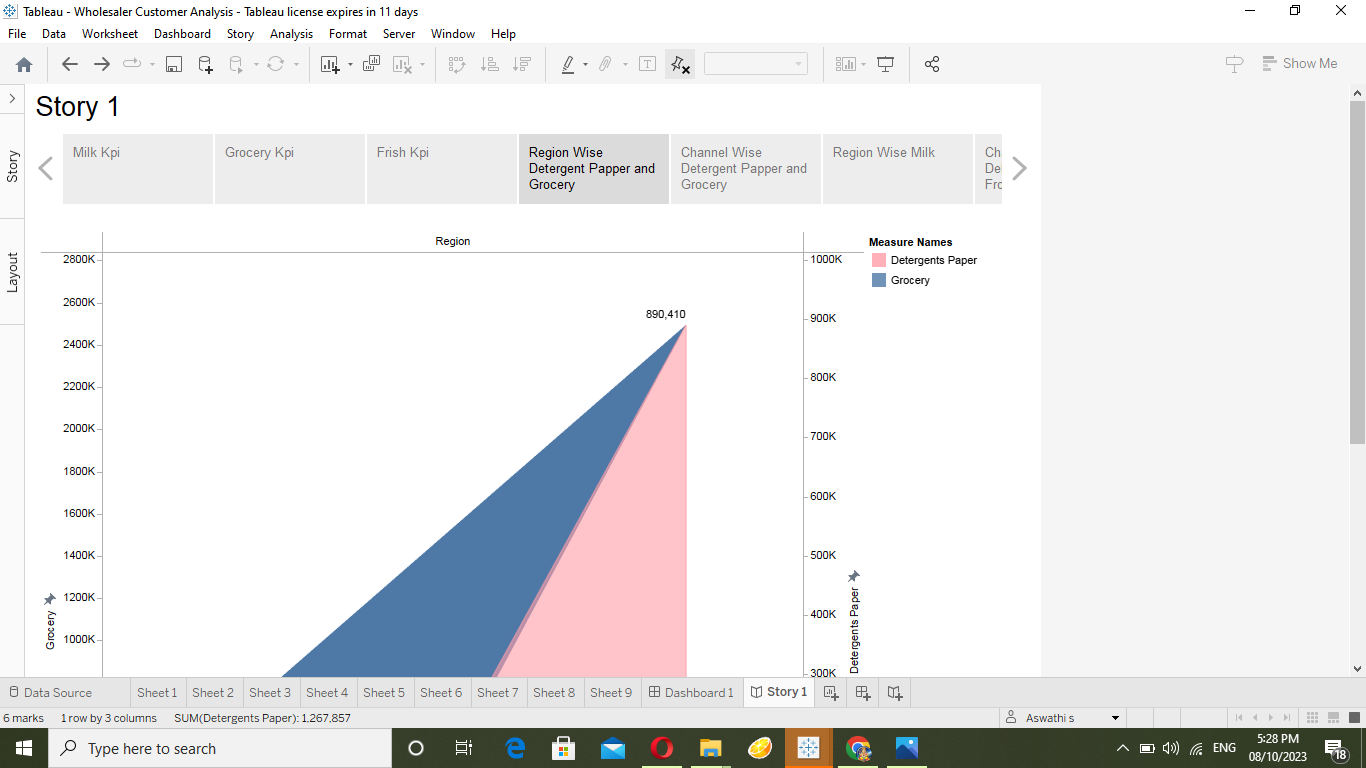 Tableau - Wholesaler Customer Analysis - Tableau license expires in 11 days
File Data Worksheet Dashboard Story Analysis Format Server Window Help
Show Me
Story
Layout
Story 1
Milk Kpi
Grocery Kpi
Frish Kpi
Region Wise
Detergent Papper and
Grocery
Channel Wise
Detergent Papper and
Grocery
Region Wise Milk
Ch
De
Frc
Region
2800K
2600K
2400K
2200K
2000K
1800K
1600K
1400K
1200K
1000K
Grocery
890,410
1000K
900K
800K
700K
600K
500K
400K
300K
Detergents Paper
Measure Names
Detergents Paper
Grocery
Data Source Sheet 1 Sheet 2 Sheet 3 Sheet 4 Sheet 5 Sheet 6 Sheet 7 Sheet 8 Sheet 9 Dashboard 1 Story 1
6 marks 1 row by 3 columns SUM(Detergents Paper): 1,267,857 Aswathi s
Type here to search
ENG
5:28 PM
08/10/2023
18